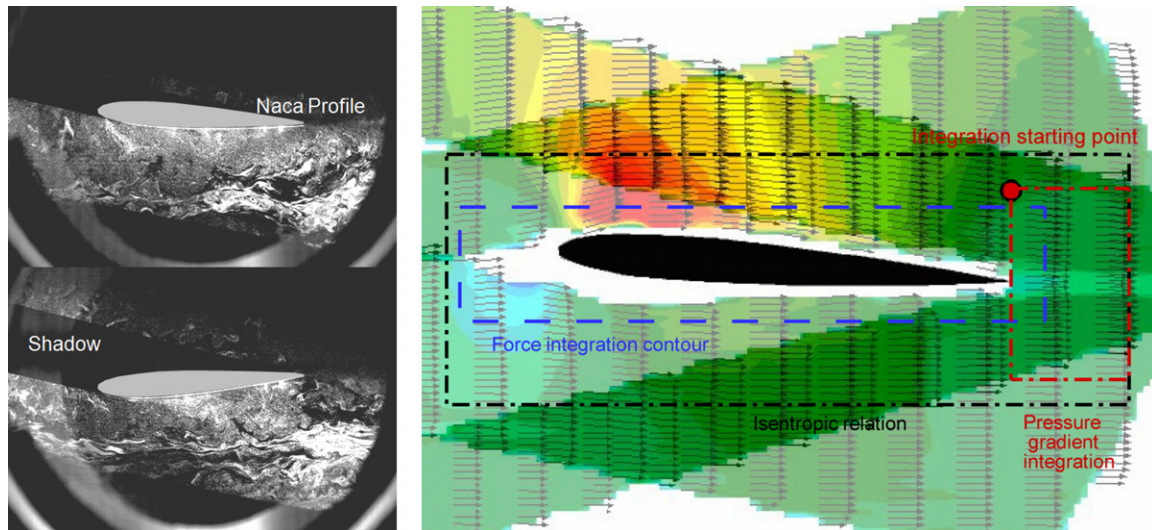 Naca Profile
Shadow
Integration starting point
Force integration contour
Isentropic relation
Pressure
gradient
integration